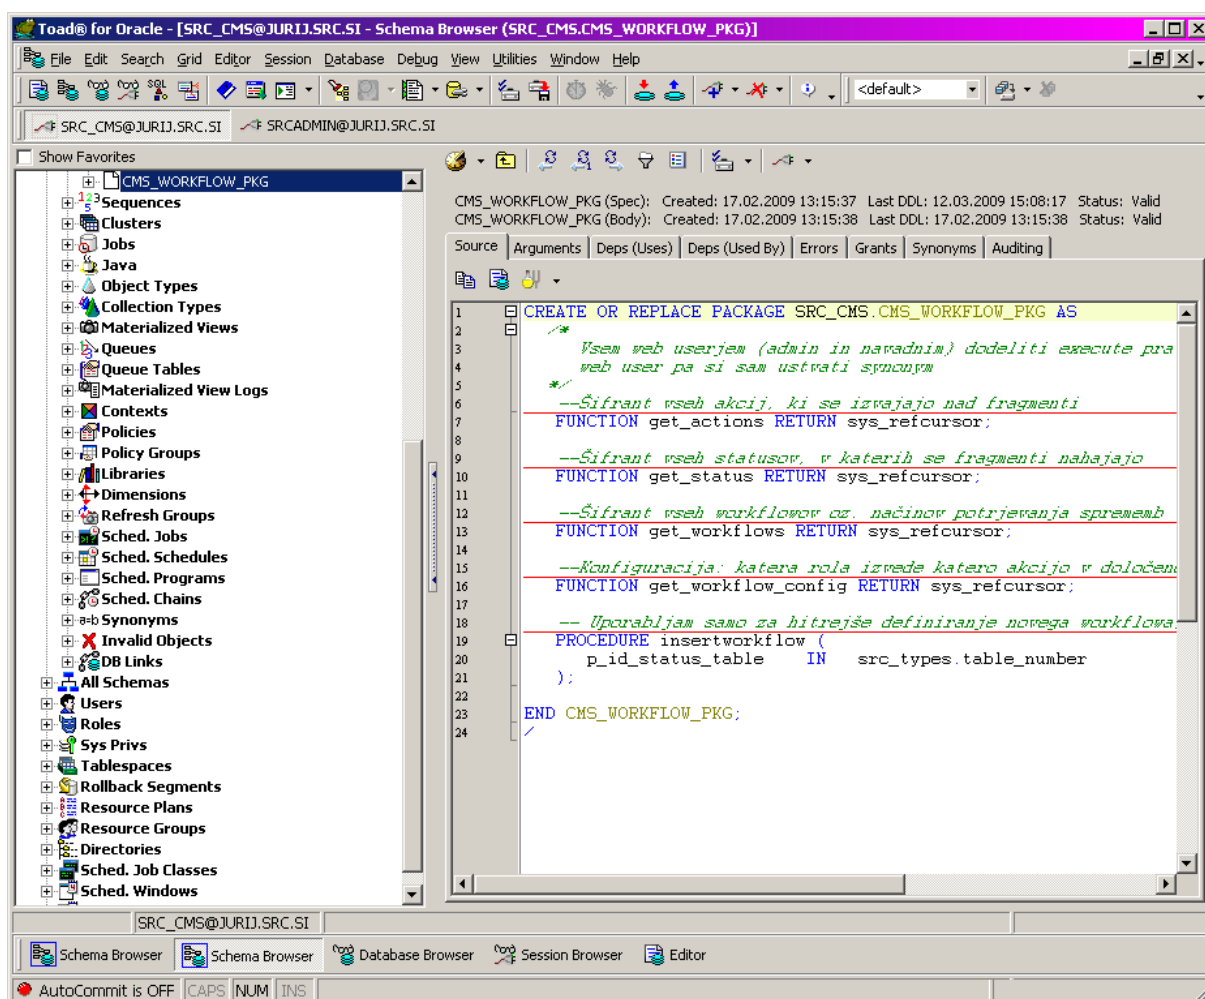 Toad® for Oracle - [SRC_CMS@JURIJ.SRC.SI - Schema Browser (SRC_CMS.CMS_WORKFLOW_PKG)]
File Edit Search Grid Editor Session Database Debug View Utilities Window Help
SQL <default>
SRC_CMS@JURIJ.SRC.SI SRCADMIN@JURIJ.SRC.SI
Show Favorites
CMS_WORKFLOW_PKG
Sequences
Clusters
Jobs
Java
Object Types
Collection Types
Materialized Views
Queues
Queue Tables
Materialized View Logs
Contexts
Policies
Policy Groups
Libraries
Dimensions
Refresh Groups
Sched. Jobs
Sched. Schedules
Sched. Programs
Sched. Chains
Synonyms
Invalid Objects
DB Links
All Schemas
Users
Roles
Sys Privs
Tablespaces
Rollback Segments
Resource Plans
Resource Groups
Directories
Sched. Job Classes
Sched. Windows
CMS_WORKFLOW_PKG (Spec): Created: 17.02.2009 13:15:37 Last DDL: 12.03.2009 15:08:17 Status: Valid
CMS_WORKFLOW_PKG (Body): Created: 17.02.2009 13:15:38 Last DDL: 17.02.2009 13:15:38 Status: Valid
Source Arguments Deps (Uses) Deps (Used By) Errors Grants Synonyms Auditing
1 CREATE OR REPLACE PACKAGE SRC_CMS.CMS_WORKFLOW_PKG AS
2 /*
3 Vsem web userjem (admin in navadnim) dodeliti execute pra
4 web user pa si sam ustvati synonym
5 */
6 --Šifrant vseh akcij, ki se izvajajo nad fragmenti
7 FUNCTION get_actions RETURN sys_refcursor;
8
9 --Šifrant vseh statusov, v katerih se fragmenti nahajajo
10 FUNCTION get_status RETURN sys_refcursor;
11
12 --Šifrant vseh workflowov oz. načinov potrjevanja sprememb
13 FUNCTION get_workflows RETURN sys_refcursor;
14
15 --Konfiguracija: katera rola izvede katero akcijo v določen
16 FUNCTION get_workflow_config RETURN sys_refcursor;
17
18 -- Uporabljam samo za hitrejše definiranje novega workflowa
19 PROCEDURE insertworkflow (
20 p_id_status_table IN src_types.table_number
21 );
22
23 END CMS_WORKFLOW_PKG;
24 /
SRC_CMS@JURIJ.SRC.SI
Schema Browser Schema Browser Database Browser Session Browser Editor
AutoCommit is OFF CAPS NUM INS